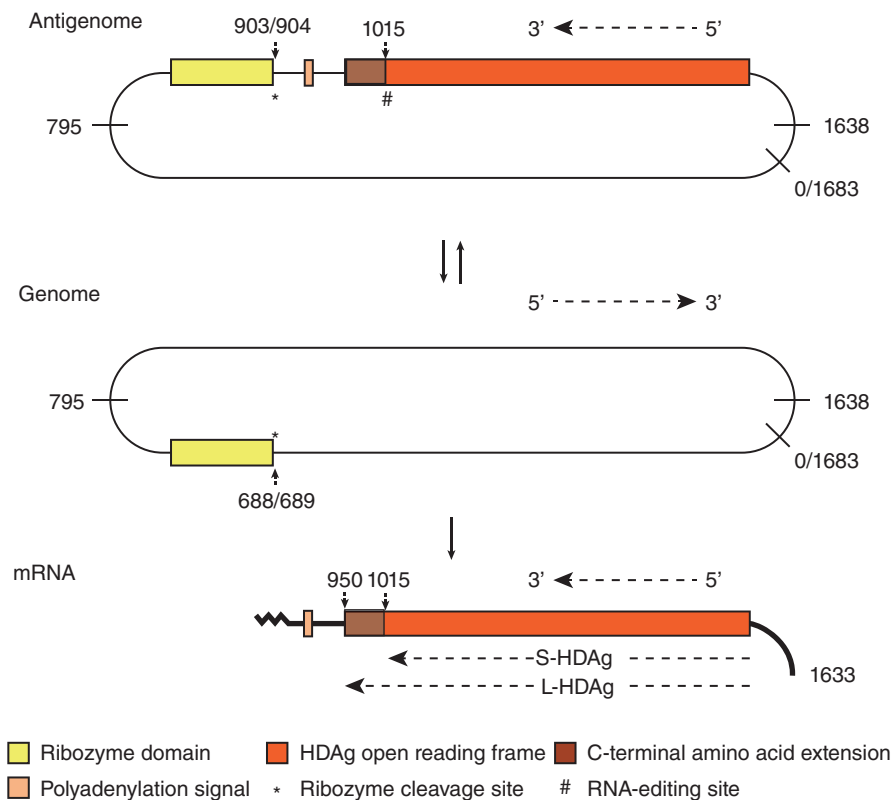 Antigenome
903/904
1015
3’
5’
*
#
795
1638
0/1683
Genome
5’
3’
795
1638
*
0/1683
688/689
mRNA
950 1015
3’
5’
S-HDAg
L-HDAg
1633
Ribozyme domain
HDAg open reading frame
C-terminal amino acid extension
Polyadenylation signal
* Ribozyme cleavage site
# RNA-editing site